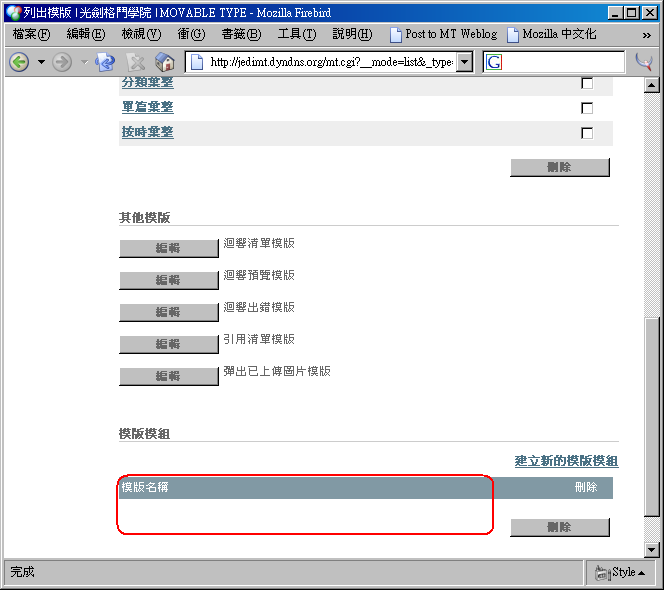 列出模版 | 光劍格鬥學院 | MOVABLE TYPE - Mozilla Firebird
檔案(F) 編輯(E) 檢視(V) 衝(G) 書籤(B) 工具(T) 說明(H) Post to MT Weblog Mozilla 中文化 »
http://jedimt.dyndns.org/mt.cgi?__mode=list&_type= G
分類彙整
單篇彙整
按時彙整
刪除
其他模版
編輯 迴響清單模版
編輯 迴響預覽模版
編輯 迴響出錯模版
編輯 引用清單模版
編輯 彈出已上傳圖片模版
模版模組
建立新的模版模組
模版名稱 刪除
刪除
完成 Style